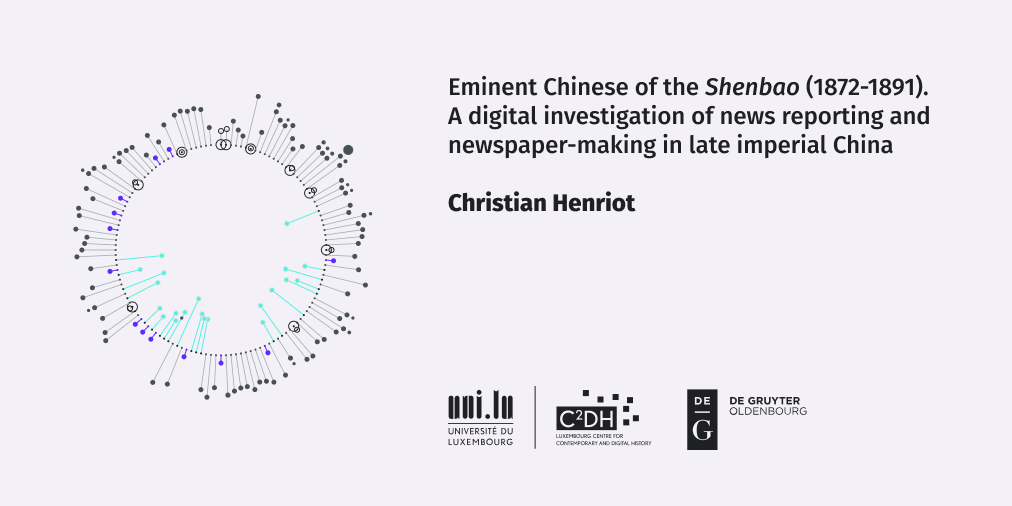 Eminent Chinese of the Shenbao (1872-1891).
A digital investigation of news reporting and
newspaper-making in late imperial China
Christian Henriot
uni.lu
UNIVERSITÉ DU
LUXEMBOURG
C²DH
LUXEMBOURG CENTRE FOR
CONTEMPORARY AND DIGITAL HISTORY
DE
G
DE GRUYTER
OLDENBOURG